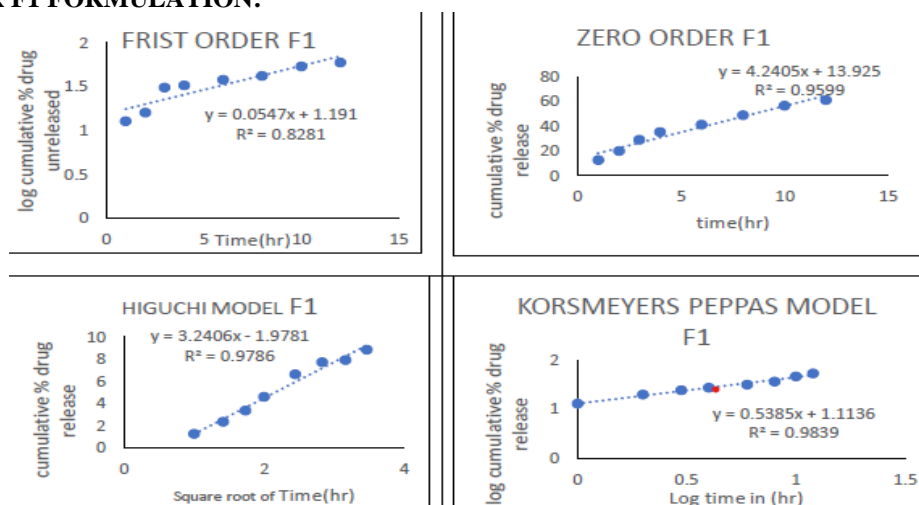 FRIST ORDER F1
log cumulative % drug
unreleased
2
1.5
1
0.5
0
y = 0.0547x + 1.191
R² = 0.8281
0 5 10 15
Time(hr)
ZERO ORDER F1
cumulative % drug
release
80
60
40
20
0
y = 4.2405x + 13.925
R² = 0.9599
0 5 10 15
time(hr)
HIGUCHI MODEL F1
cumulative % drug
release
10
8
6
4
2
0
y = 3.2406x - 1.9781
R² = 0.9786
0 2 4
Square root of Time(hr)
KORSMEYERS PEPPAS MODEL
F1
log cumulative % drug
release
2
1
0
y = 0.5385x + 1.1136
R² = 0.9839
0 0.5 1 1.5
Log time in (hr)